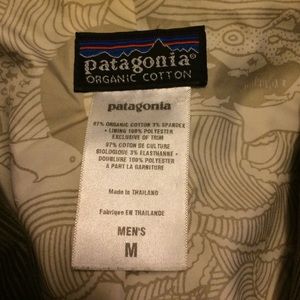 patagonia®
ORGANIC COTTON
patagonia
97% ORGANIC COTTON 3% SPANDEX
• LINING 100% POLYESTER
EXCLUSIVE OF TRIM
97% COTON DE CULTURE
BIOLOGIQUE 3% ELASTHANNE •
DOUBLURE 100% POLYESTER
A PART LA GARNITURE
Made in THAILAND
Fabriqué EN THAILANDE
MEN'S
M